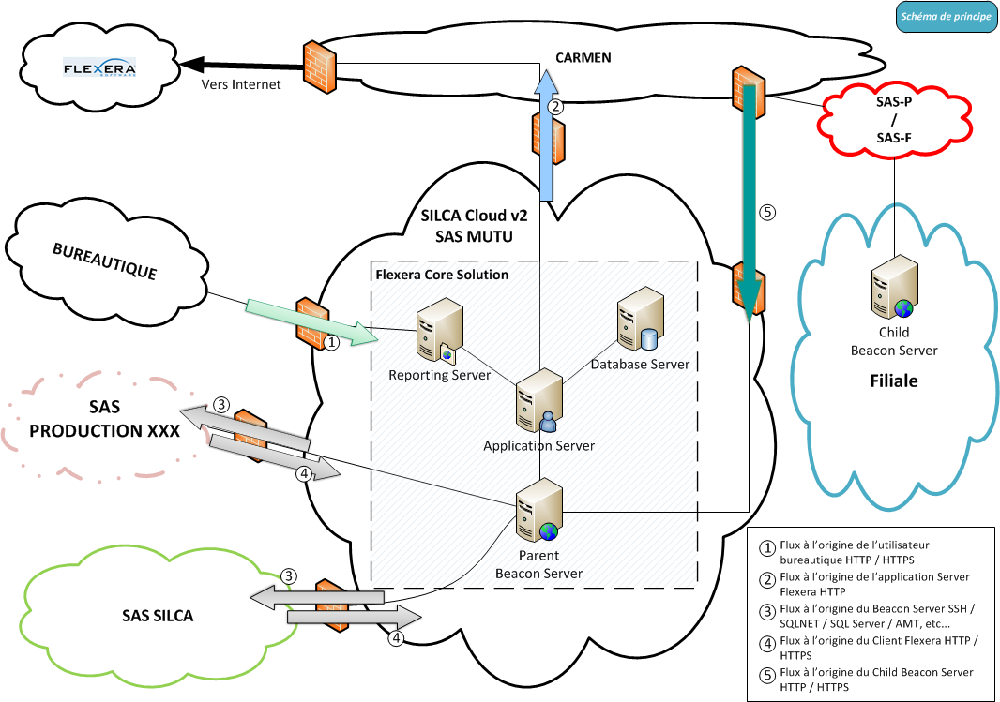 Schéma de principe
CARMEN
FLEXERA
SOFTWARE
Vers Internet
2
SAS-P
/
SAS-F
5
SILCA Cloud v2
SAS MUTU
BUREAUTIQUE
Flexera Core Solution
1
Reporting Server
Database Server
Child
Beacon Server
Filiale
SAS
PRODUCTION XXX
3
4
Application Server
Parent
Beacon Server
SAS SILCA
3
4
1 Flux à l’origine de l’utilisateur
bureautique HTTP / HTTPS
2 Flux à l’origine de l’application Server
Flexera HTTP
3 Flux à l’origine du Beacon Server SSH /
SQLNET / SQL Server / AMT, etc...
4 Flux à l’origine du Client Flexera HTTP /
HTTPS
5 Flux à l’origine du Child Beacon Server
HTTP / HTTPS